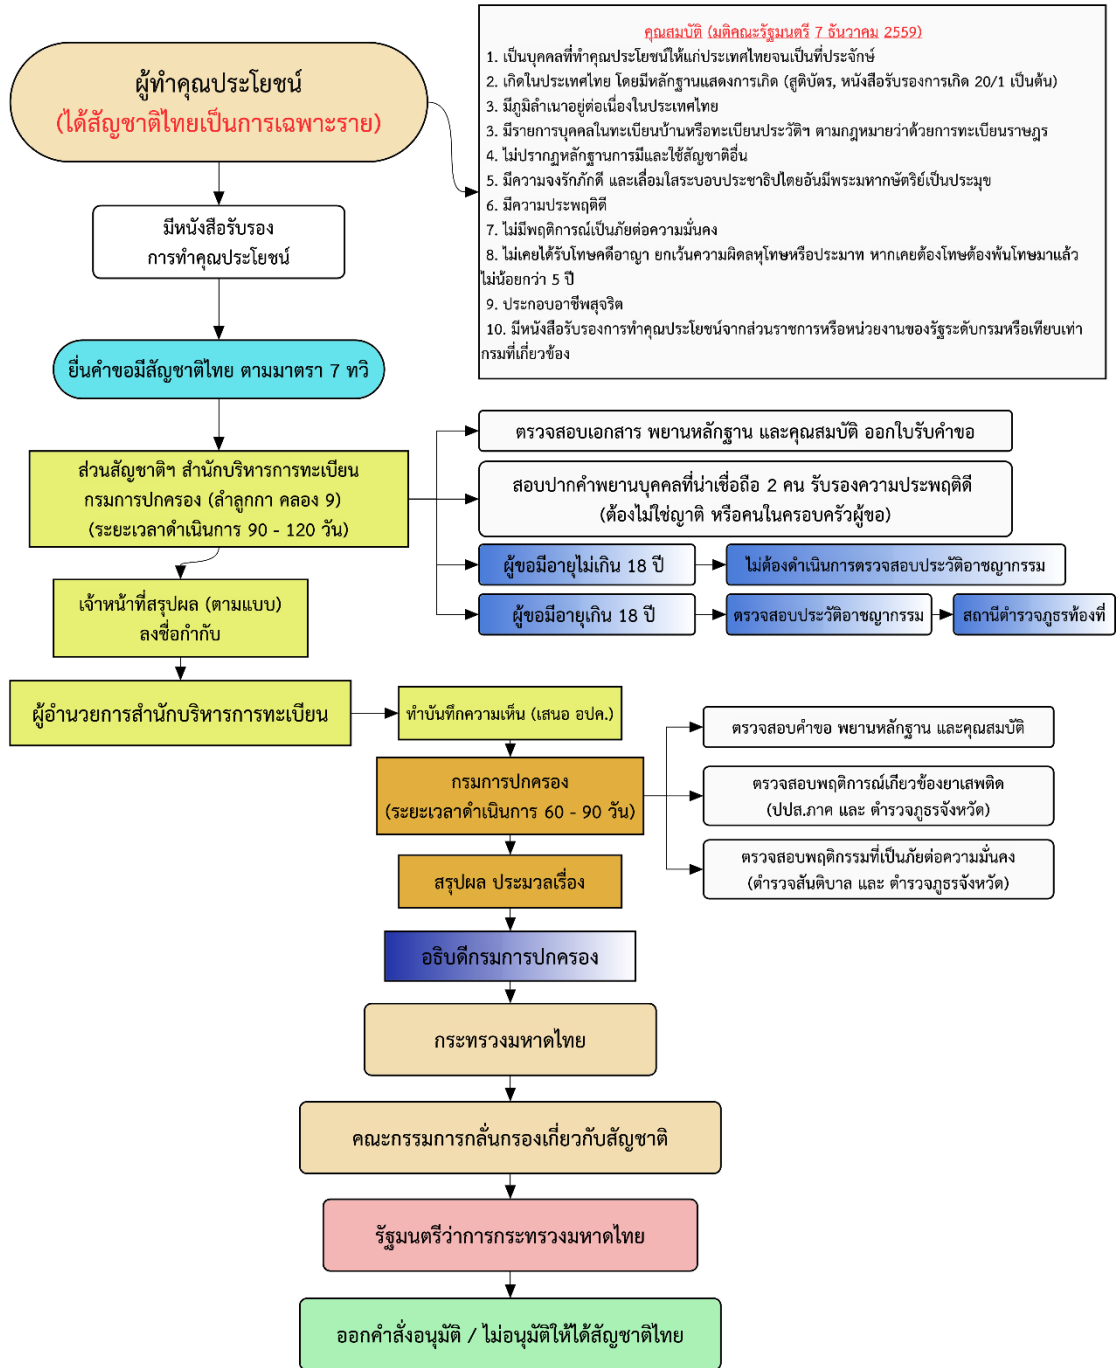 ผู้ทำคุณประโยชน์
(ได้สัญชาติไทยเป็นการเฉพาะราย)
คุณสมบัติ (มติคณะรัฐมนตรี 7 ธันวาคม 2559)
1. เป็นบุคคลที่ทำคุณประโยชน์ให้แก่ประเทศไทยจนเป็นที่ประจักษ์
2. เกิดในประเทศไทย โดยมีหลักฐานแสดงการเกิด (สูติบัตร, หนังสือรับรองการเกิด 20/1 เป็นต้น)
3. มีภูมิลำเนาอยู่ต่อเนื่องในประเทศไทย
3. มีรายการบุคคลในทะเบียนบ้านหรือทะเบียนประวัติฯ ตามกฎหมายว่าด้วยการทะเบียนราษฎร
4. ไม่ปรากฏหลักฐานการมีและใช้สัญชาติอื่น
5. มีความจงรักภักดี และเลื่อมใสระบอบประชาธิปไตยอันมีพระมหากษัตริย์เป็นประมุข
6. มีความประพฤติดี
7. ไม่มีพฤติการณ์เป็นภัยต่อความมั่นคง
8. ไม่เคยได้รับโทษคดีอาญา ยกเว้นความผิดลหุโทษหรือประมาท หากเคยต้องโทษต้องพ้นโทษมาแล้ว
ไม่น้อยกว่า 5 ปี
9. ประกอบอาชีพสุจริต
10. มีหนังสือรับรองการทำคุณประโยชน์จากส่วนราชการหรือหน่วยงานของรัฐระดับกรมหรือเทียบเท่า
กรมที่เกี่ยวข้อง
มีหนังสือรับรอง
การทำคุณประโยชน์
ยื่นคำขอมีสัญชาติไทย ตามมาตรา 7 ทวิ
ส่วนสัญชาติฯ สำนักบริหารการทะเบียน
กรมการปกครอง (ลำลูกกา คลอง 9)
(ระยะเวลาดำเนินการ 90 - 120 วัน)
ตรวจสอบเอกสาร พยานหลักฐาน และคุณสมบัติ ออกใบรับคำขอ
สอบปากคำพยานบุคคลที่น่าเชื่อถือ 2 คน รับรองความประพฤติดี
(ต้องไม่ใช่ญาติ หรือคนในครอบครัวผู้ขอ)
ผู้ขอมีอายุไม่เกิน 18 ปี
ไม่ต้องดำเนินการตรวจสอบประวัติอาชญากรรม
ผู้ขอมีอายุเกิน 18 ปี
ตรวจสอบประวัติอาชญากรรม
สถานีตำรวจภูธรท้องที่
เจ้าหน้าที่สรุปผล (ตามแบบ)
ลงชื่อกำกับ
ผู้อำนวยการสำนักบริหารการทะเบียน
ทำบันทึกความเห็น (เสนอ อปค.)
กรมการปกครอง
(ระยะเวลาดำเนินการ 60 - 90 วัน)
ตรวจสอบคำขอ พยานหลักฐาน และคุณสมบัติ
ตรวจสอบพฤติการณ์เกี่ยวข้องยาเสพติด
(ปปส.ภาค และ ตำรวจภูธรจังหวัด)
ตรวจสอบพฤติกรรมที่เป็นภัยต่อความมั่นคง
(ตำรวจสันติบาล และ ตำรวจภูธรจังหวัด)
สรุปผล ประมวลเรื่อง
อธิบดีกรมการปกครอง
กระทรวงมหาดไทย
คณะกรรมการกลั่นกรองเกี่ยวกับสัญชาติ
รัฐมนตรีว่าการกระทรวงมหาดไทย
ออกคำสั่งอนุมัติ / ไม่อนุมัติให้ได้สัญชาติไทย